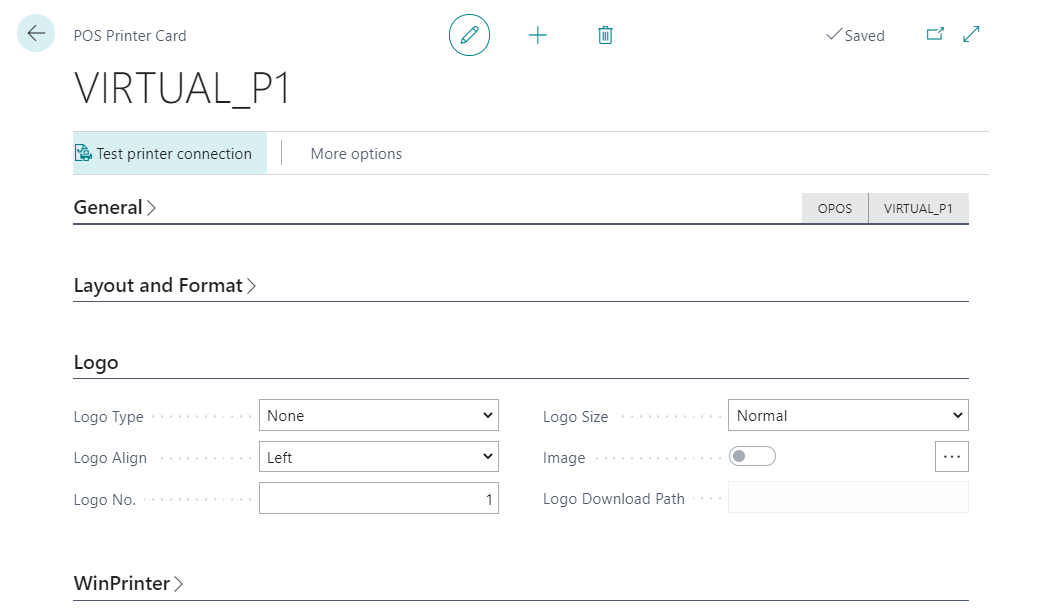 POS Printer Card
Saved
VIRTUAL_P1
Test printer connection
More options
General
OPOS
VIRTUAL_P1
Layout and Format
Logo
Logo Type
None
Logo Size
Normal
Logo Align
Left
Image
Logo No.
1
Logo Download Path
WinPrinter